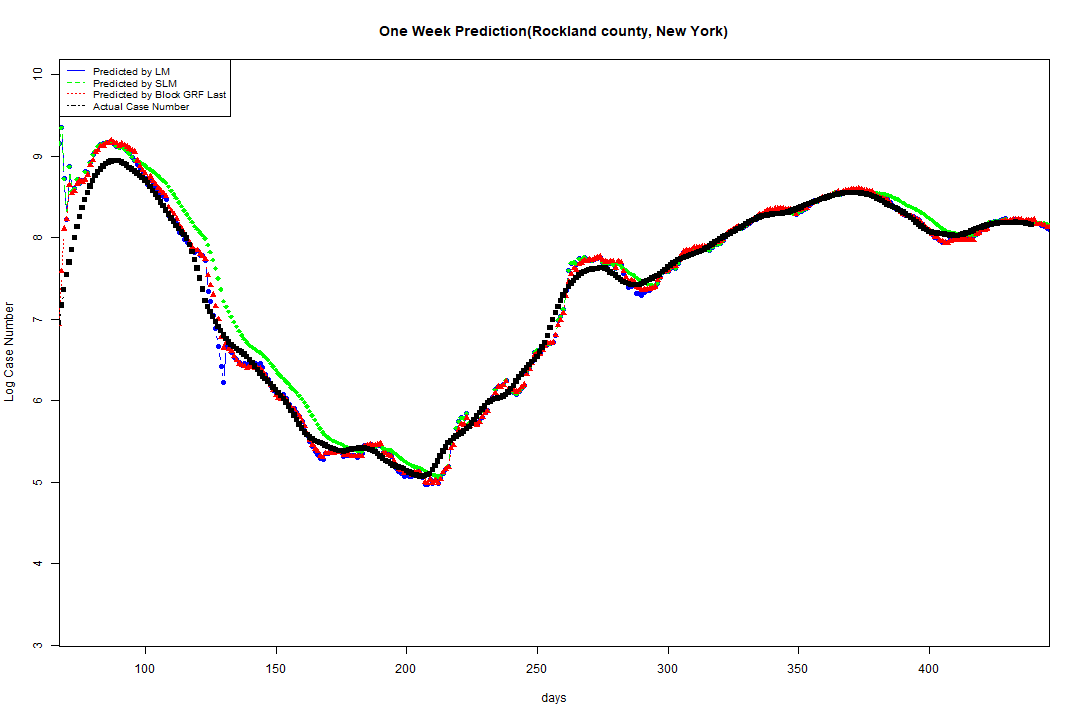 One Week Prediction(Rockland county, New York)
Predicted by LM
Predicted by SLM
Predicted by Block GRF Last
Actual Case Number
10
9
8
7
6
5
4
3
Log Case Number
100 150 200 250 300 350 400
days